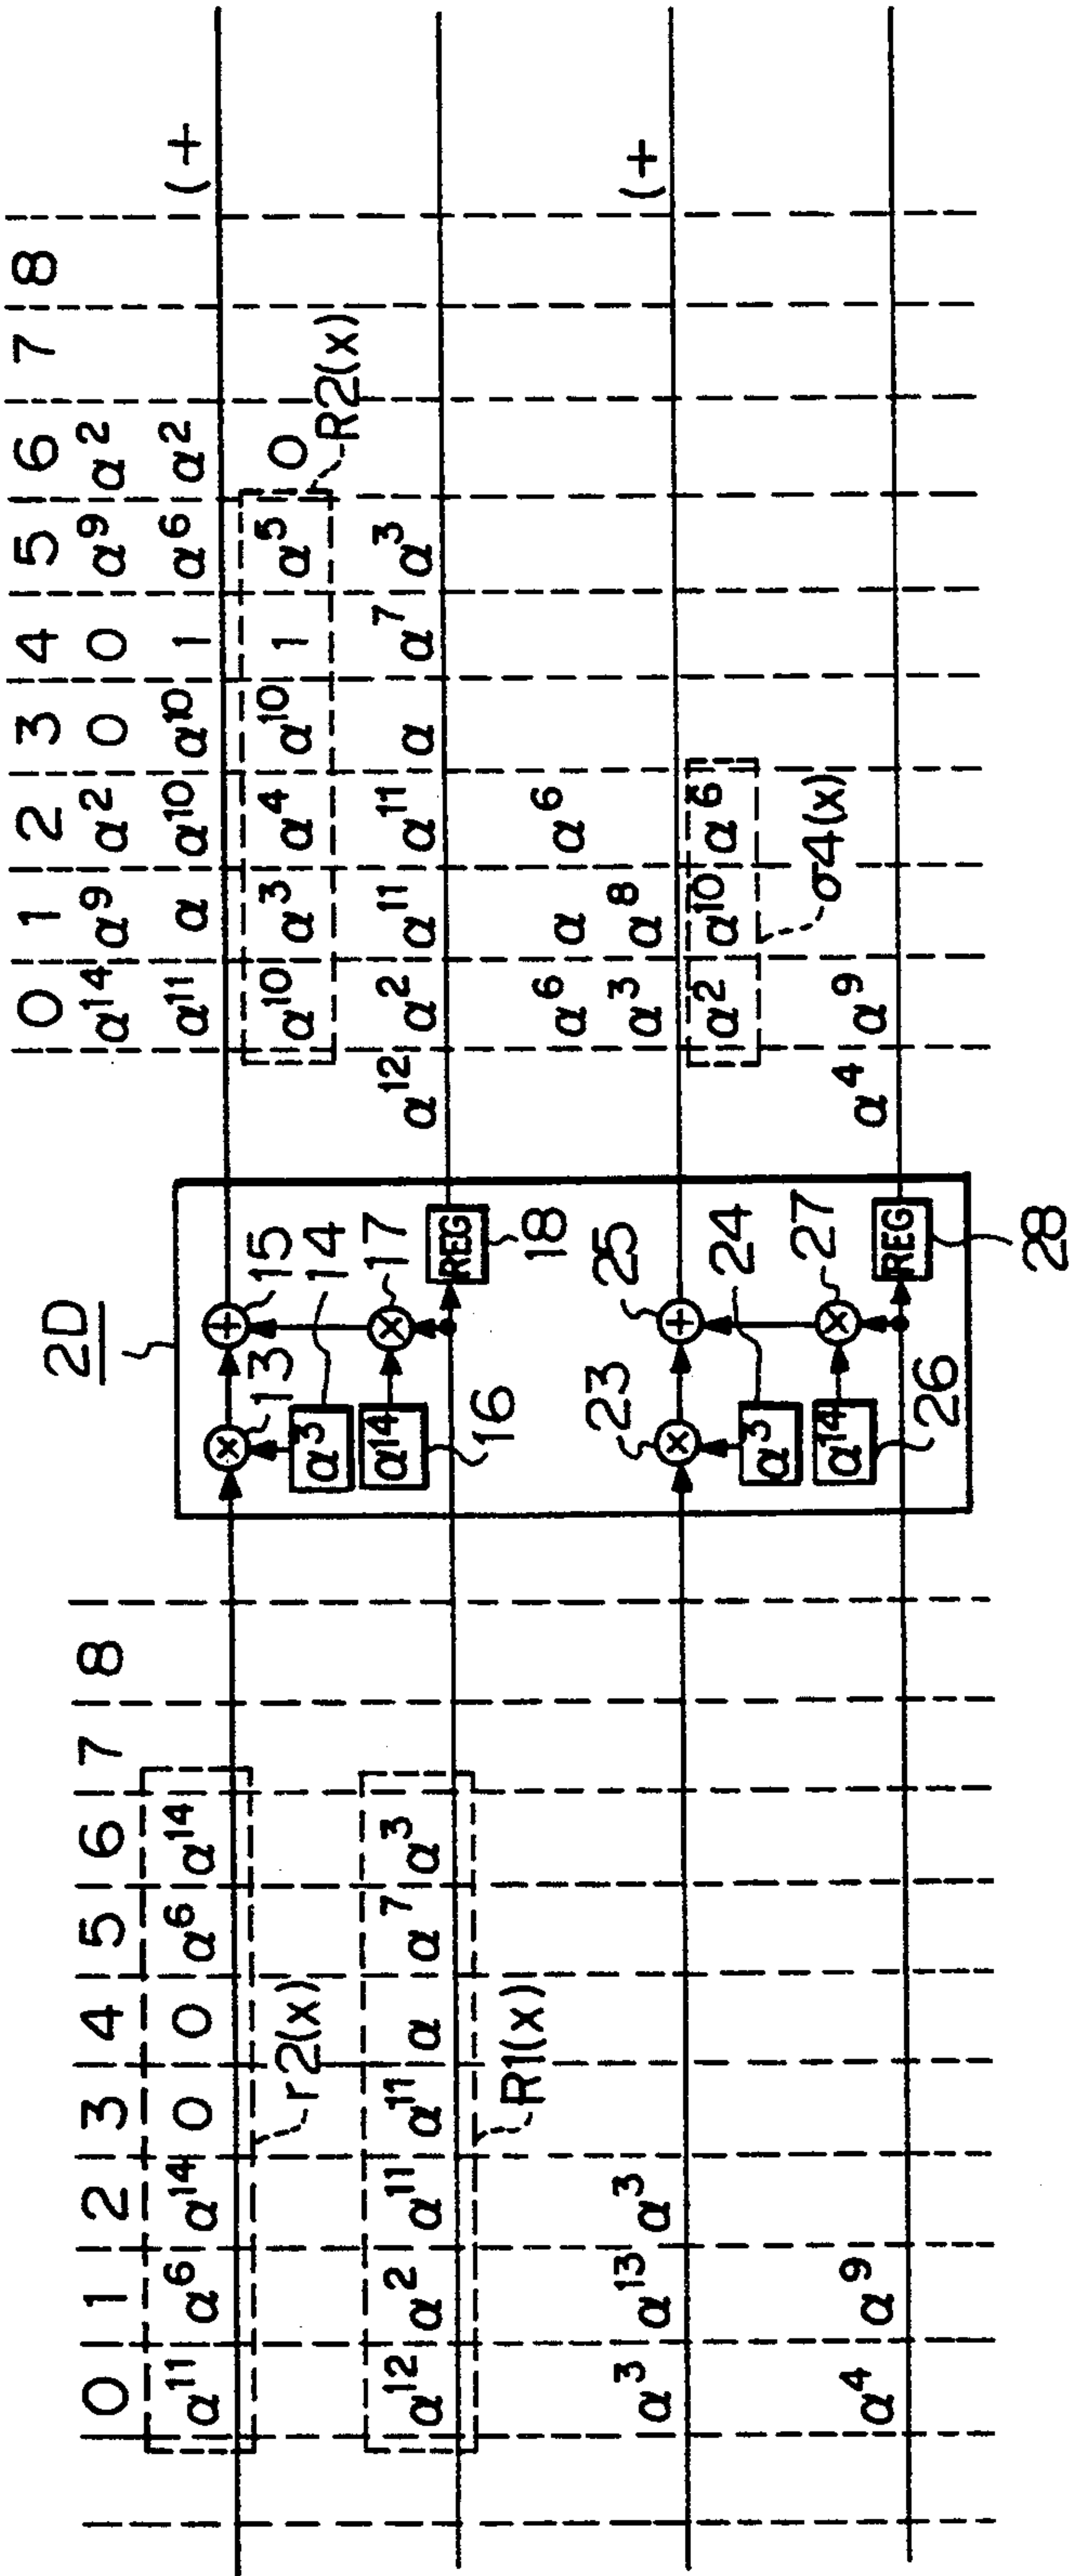 0 1 2 3 4 5 6 7 8
α¹¹ α⁶ α¹⁴ 0 0 α⁶ α¹⁴
r2(x)
α¹² α² α¹¹ α¹¹ α α⁷ α³
R1(x)
α³ α¹³ α³
α⁴ α⁹
2D
13 15
α³ 14
α¹⁴ 17
16 REG
18
23 25
α³ 24
α¹⁴ 27
26 REG
28
0 1 2 3 4 5 6 7 8
α¹⁴ α⁹ α² 0 0 α⁹ α²
α¹¹ α α¹⁰ α¹⁰ 1 α⁶ α² (+
α¹⁰ α³ α⁴ α¹⁰ 1 α⁵ 0
R2(x)
α¹² α² α¹¹ α¹¹ α α⁷ α³
α⁶ α α⁶
α³ α⁸ (+
α² α¹⁰ α⁶
σ4(x)
α⁴ α⁹